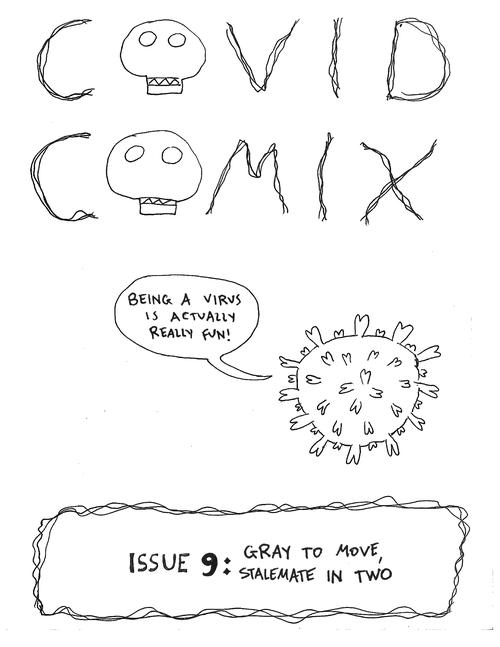 COVID
COMIX
BEING A VIRUS
IS ACTUALLY
REALLY FUN!
ISSUE 9: GRAY TO MOVE,
STALEMATE IN TWO